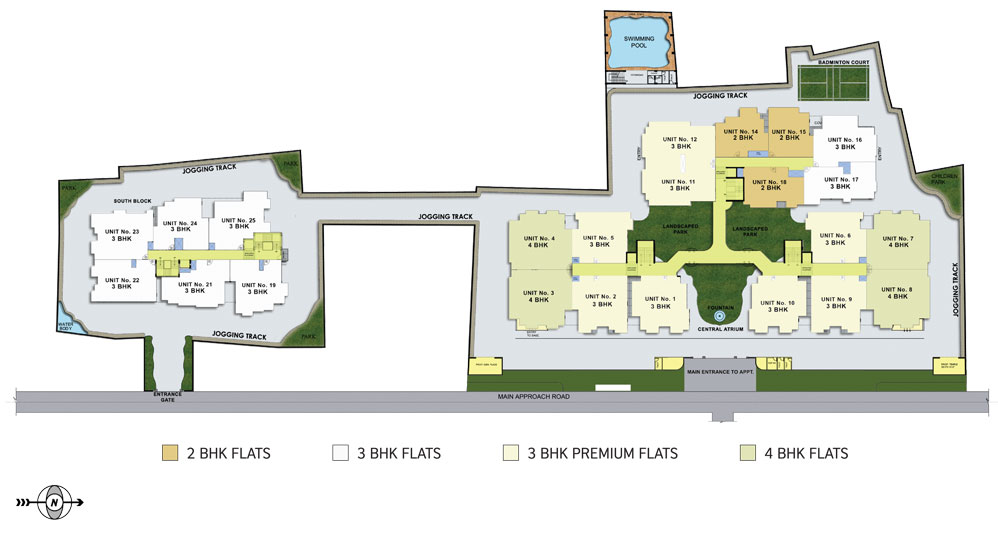 SWIMMING
POOL
BADMINTON COURT
JOGGING TRACK
UNIT No. 14
2 BHK
UNIT No. 15
2 BHK
UNIT No. 12
3 BHK
UNIT No. 16
3 BHK
ENTRY
ENTRY
UNIT No. 11
3 BHK
UNIT No. 18
2 BHK
UNIT No. 17
3 BHK
CHILDREN
PARK
PARK
JOGGING TRACK
PARK
SOUTH BLOCK
UNIT No. 23
3 BHK
UNIT No. 24
3 BHK
UNIT No. 25
3 BHK
UNIT No. 22
3 BHK
UNIT No. 21
3 BHK
UNIT No. 19
3 BHK
WATER
BODY
JOGGING TRACK
PARK
ENTRANCE
GATE
JOGGING TRACK
LANDSCAPED
PARK
LANDSCAPED
PARK
UNIT No. 4
4 BHK
UNIT No. 5
3 BHK
UNIT No. 6
3 BHK
UNIT No. 7
4 BHK
UNIT No. 3
4 BHK
UNIT No. 2
3 BHK
UNIT No. 1
3 BHK
UNIT No. 10
3 BHK
UNIT No. 9
3 BHK
UNIT No. 8
4 BHK
JOGGING TRACK
FOUNTAIN
CENTRAL ATRIUM
MAIN ENTRANCE TO APPT.
MAIN APPROACH ROAD
2 BHK FLATS
3 BHK FLATS
3 BHK PREMIUM FLATS
4 BHK FLATS
N